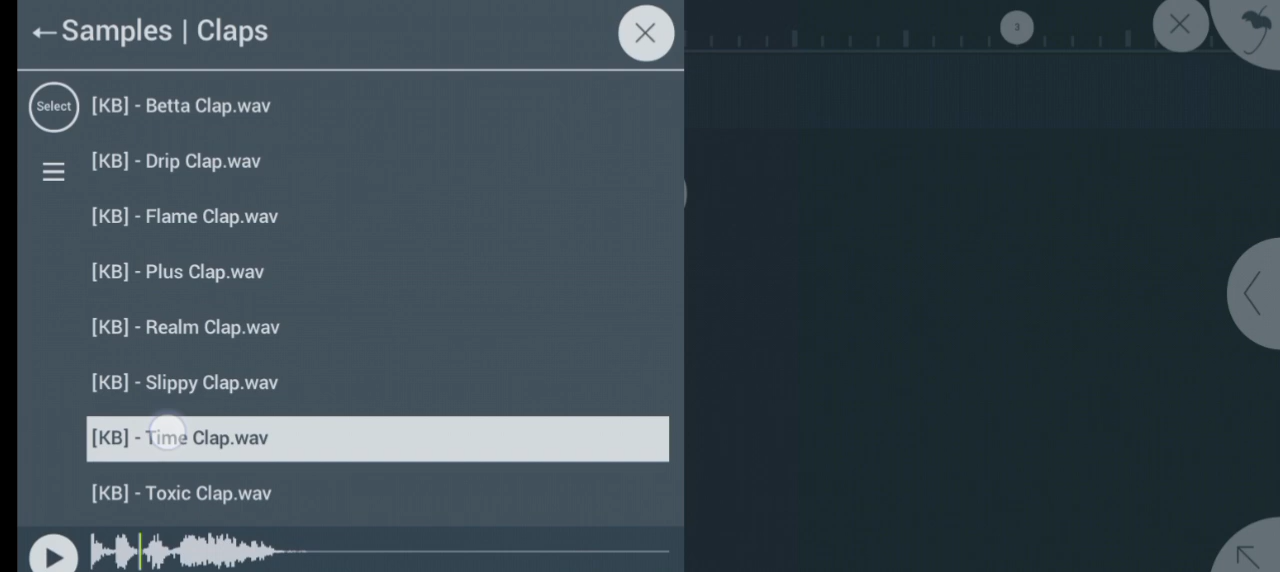 Samples | Claps
3
Select
[KB] - Betta Clap.wav
[KB] - Drip Clap.wav
[KB] - Flame Clap.wav
[KB] - Plus Clap.wav
[KB] - Realm Clap.wav
[KB] - Slippy Clap.wav
[KB] - Time Clap.wav
[KB] - Toxic Clap.wav